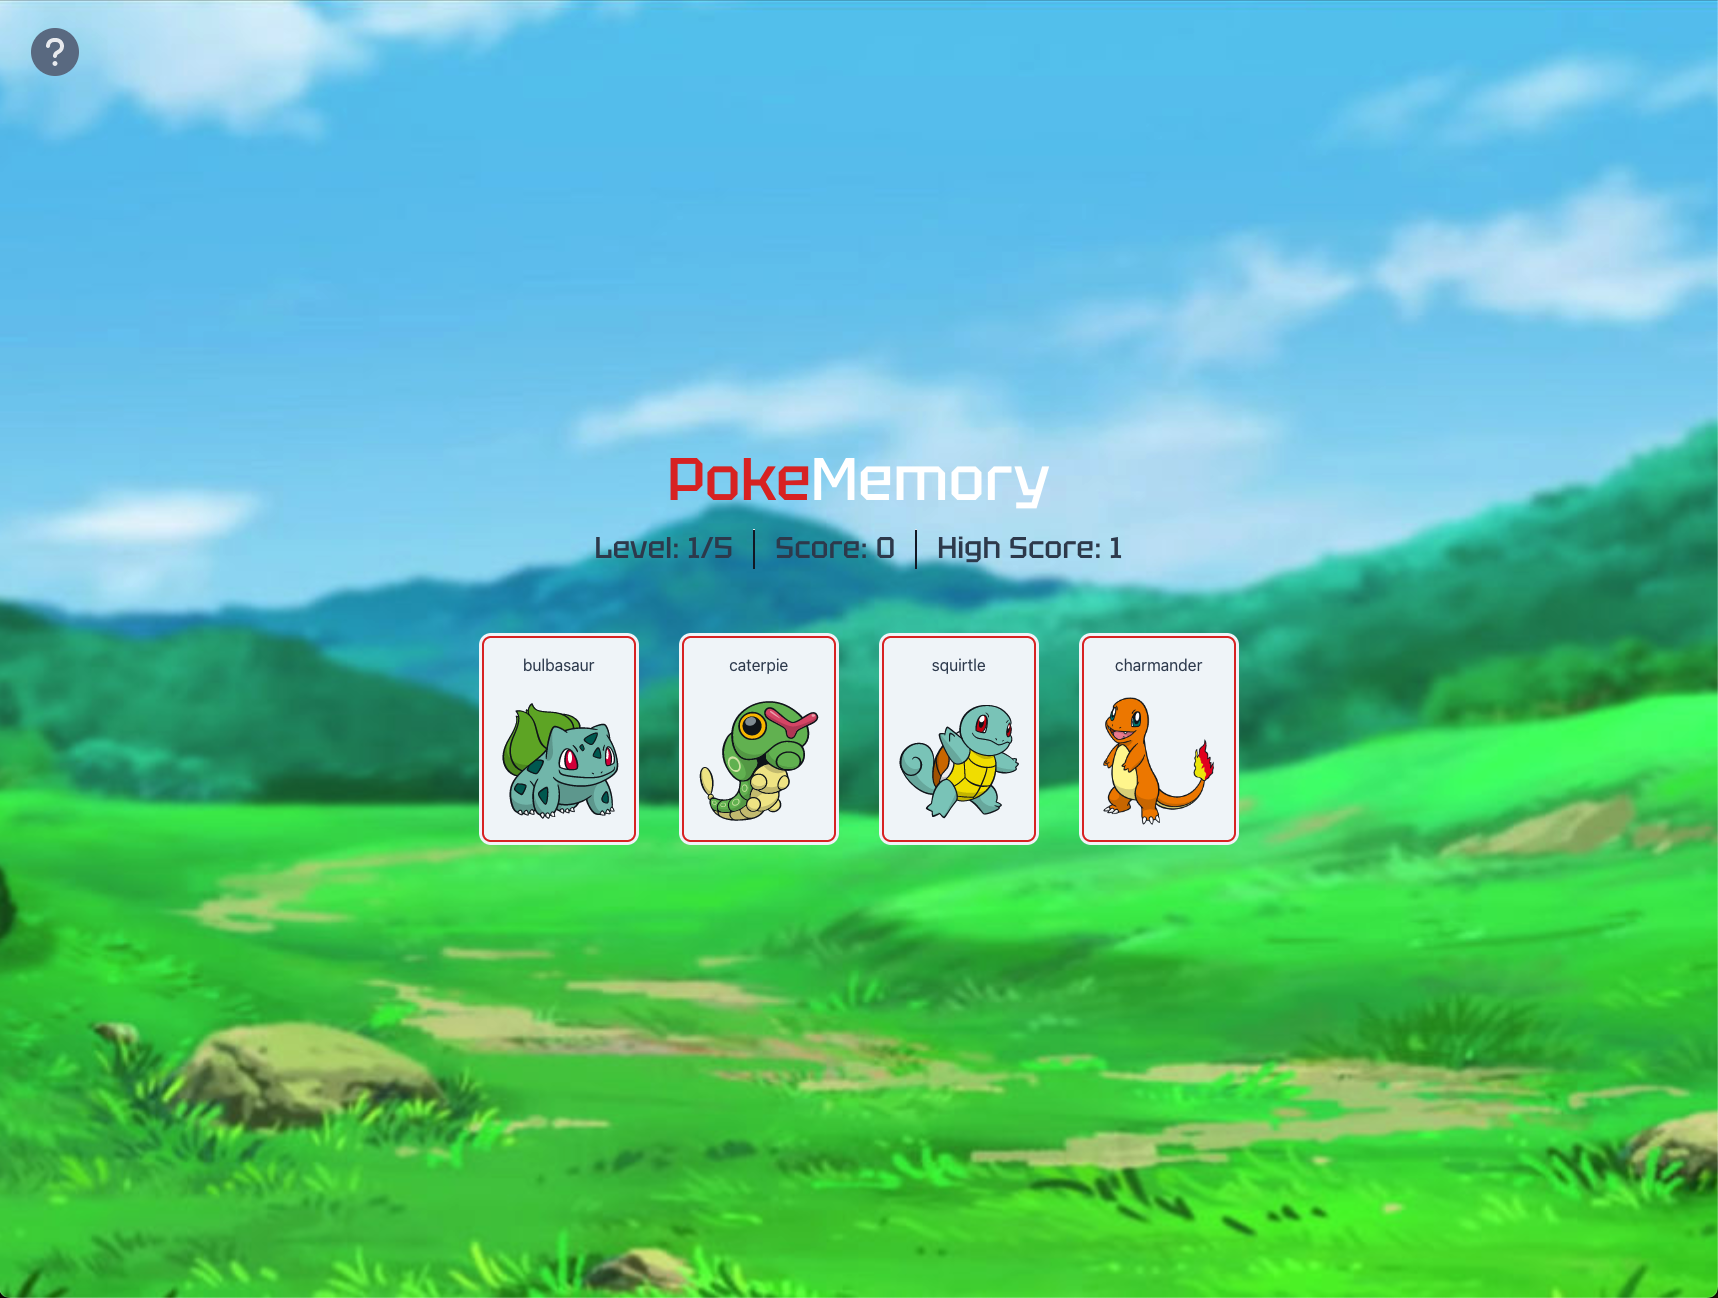 ?
PokeMemory
Level: 1/5 | Score: 0 | High Score: 1
bulbasaur
caterpie
squirtle
charmander